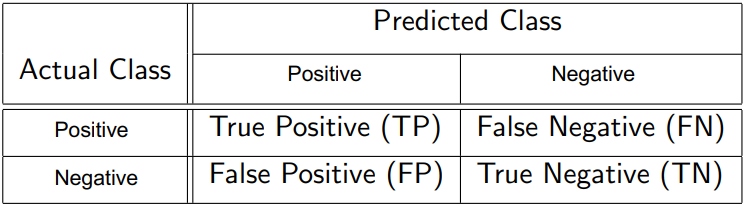 Predicted Class
Actual Class
Positive Negative
Positive True Positive (TP) False Negative (FN)
Negative False Positive (FP) True Negative (TN)